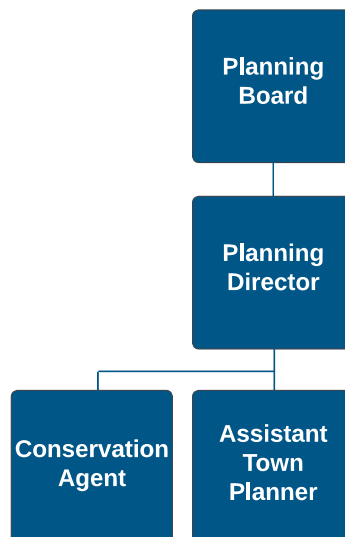 Planning
Board
Planning
Director
Conservation
Agent
Assistant
Town
Planner